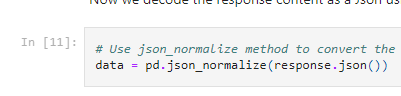 Now we decode the response content as a Json us
In [11]:
# Use json_normalize method to convert the
data = pd.json_normalize(response.json())